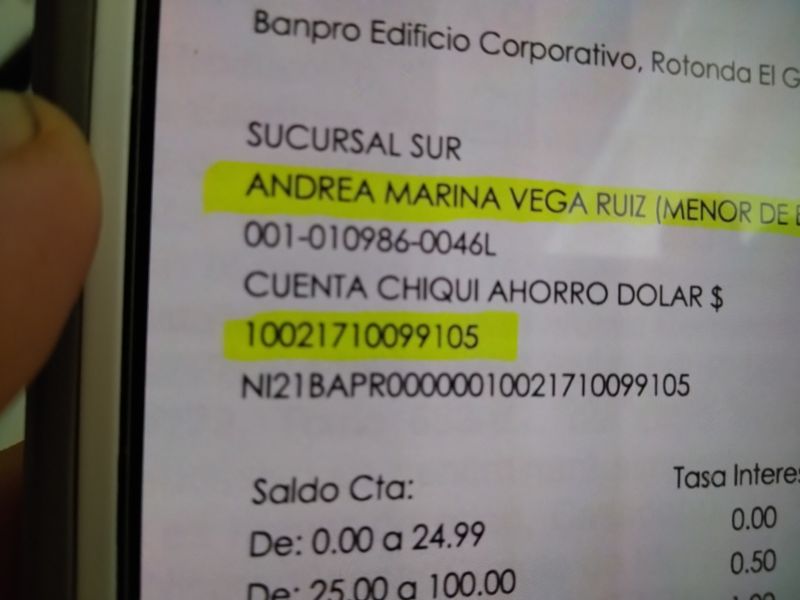 Banpro Edificio Corporativo, Rotonda El G
SUCURSAL SUR
ANDREA MARINA VEGA RUIZ (MENOR DE E
001-010986-0046L
CUENTA CHIQUI AHORRO DOLAR $
10021710099105
NI21BAPR00000010021710099105
Saldo Cta:
Tasa Interes
De: 0.00 a 24.99
0.00
De: 25.00 a 100.00
0.50